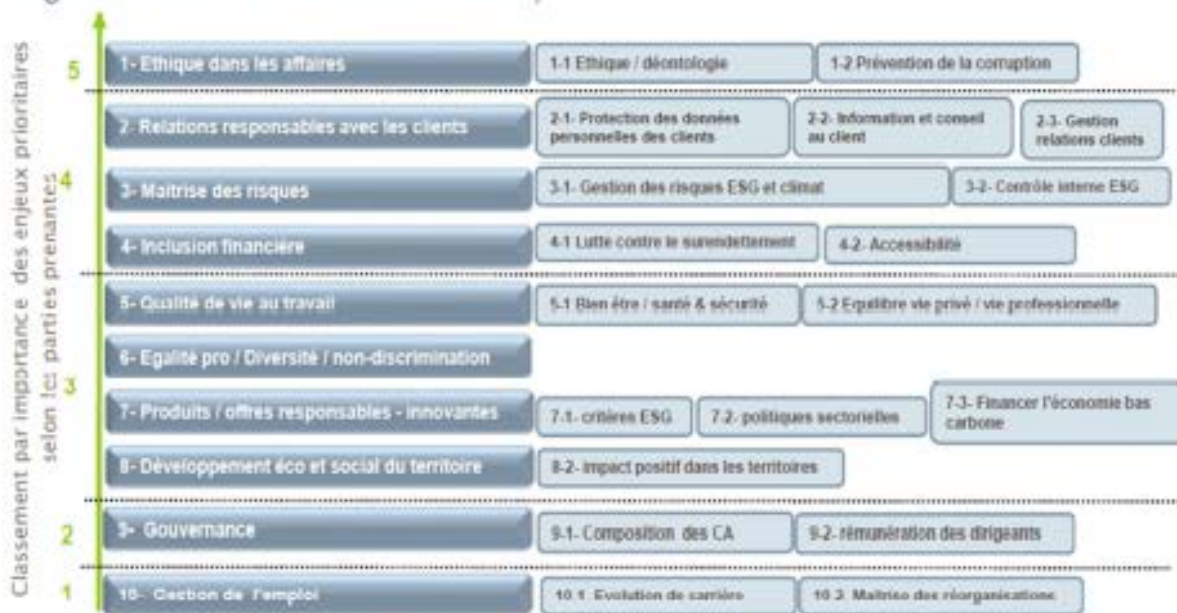 Classement par importance des enjeux prioritaires
selon les parties prenantes
5
1- Ethique dans les affaires
1-1 Ethique / déontologie
1-2 Prévention de la corruption
2- Relations responsables avec les clients
2-1- Protection des données
personnelles des clients
2-2- Information et conseil
au client
2-3- Gestion
relations clients
4
3- Maîtrise des risques
3-1- Gestion des risques ESG et climat
3-2- Contrôle interne ESG
4- Inclusion financière
4-1 Lutte contre le surendettement
4-2- Accessibilité
5- Qualité de vie au travail
5-1 Bien être / santé & sécurité
5-2 Equilibre vie privé / vie professionnelle
6- Egalité pro / Diversité / non-discrimination
3
7- Produits / offres responsables - innovantes
7-1- critères ESG
7-2- politiques sectorielles
7-3- Financer l'économie bas
carbone
8- Développement éco et social du territoire
8-2- impact positif dans les territoires
2
9- Gouvernance
9-1- Composition des CA
9-2- rémunération des dirigeants
1
10- Gestion de l'emploi
10.1 Evolution de carrière
10.2 Maîtrise des réorganisations